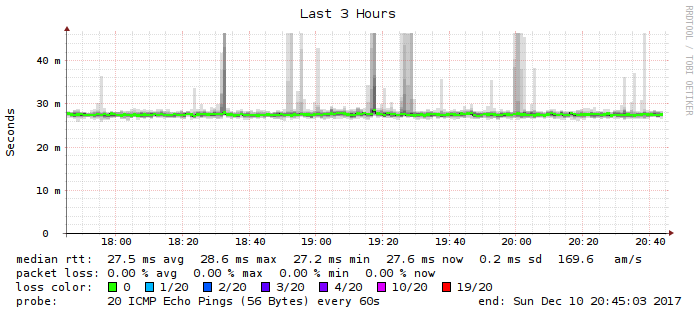 Last 3 Hours
RRDTOOL / TOBI OETIKER
Seconds
40 m
30 m
20 m
10 m
0
18:00 18:20 18:40 19:00 19:20 19:40 20:00 20:20 20:40
median rtt: 27.5 ms avg 28.6 ms max 27.2 ms min 27.6 ms now 0.2 ms sd 169.6 am/s
packet loss: 0.00 % avg 0.00 % max 0.00 % min 0.00 % now
loss color: 0 1/20 2/20 3/20 4/20 10/20 19/20
probe: 20 ICMP Echo Pings (56 Bytes) every 60s end: Sun Dec 10 20:45:03 2017